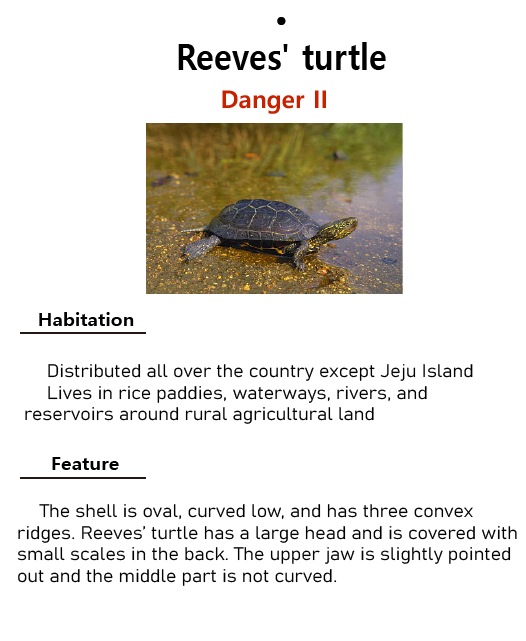 •
Reeves' turtle
Danger II
Habitation
Distributed all over the country except Jeju Island
Lives in rice paddies, waterways, rivers, and
reservoirs around rural agricultural land
Feature
The shell is oval, curved low, and has three convex
ridges. Reeves’ turtle has a large head and is covered with
small scales in the back. The upper jaw is slightly pointed
out and the middle part is not curved.